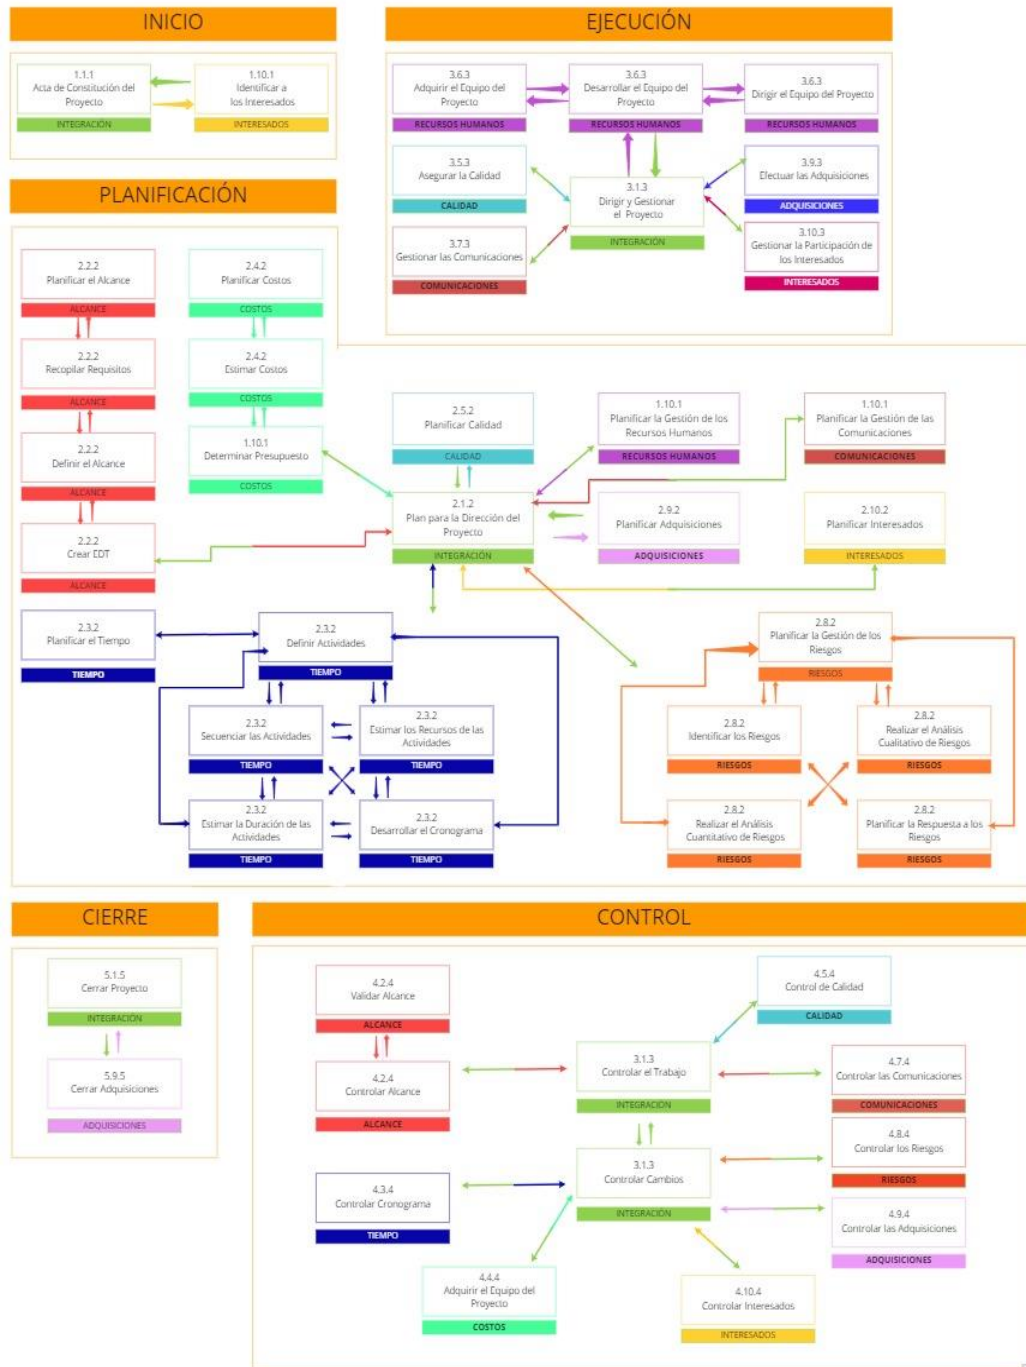 INICIO
1.1.1
Acta de Constitución del
Proyecto
INTEGRACIÓN
1.10.1
Identificar a
los Interesados
INTERESADOS
EJECUCIÓN
3.6.3
Adquirir el Equipo del
Proyecto
RECURSOS HUMANOS
3.6.3
Desarrollar el Equipo del
Proyecto
RECURSOS HUMANOS
3.6.3
Dirigir el Equipo del Proyecto
RECURSOS HUMANOS
3.5.3
Asegurar la Calidad
CALIDAD
3.1.3
Dirigir y Gestionar
el Proyecto
INTEGRACIÓN
3.9.3
Efectuar las Adquisiciones
ADQUISICIONES
3.7.3
Gestionar las Comunicaciones
COMUNICACIONES
3.10.3
Gestionar la Participación de
los Interesados
INTERESADOS
PLANIFICACIÓN
2.2.2
Planificar el Alcance
ALCANCE
2.2.2
Recopilar Requisitos
ALCANCE
2.2.2
Definir el Alcance
ALCANCE
2.2.2
Crear EDT
ALCANCE
2.4.2
Planificar Costos
COSTOS
2.4.2
Estimar Costos
COSTOS
1.10.1
Determinar Presupuesto
COSTOS
2.5.2
Planificar Calidad
CALIDAD
1.10.1
Planificar la Gestión de los
Recursos Humanos
RECURSOS HUMANOS
1.10.1
Planificar la Gestión de las
Comunicaciones
COMUNICACIONES
2.1.2
Plan para la Dirección del
Proyecto
INTEGRACIÓN
2.9.2
Planificar Adquisiciones
ADQUISICIONES
2.10.2
Planificar Interesados
INTERESADOS
2.3.2
Planificar el Tiempo
TIEMPO
2.3.2
Definir Actividades
TIEMPO
2.3.2
Secuenciar las Actividades
TIEMPO
2.3.2
Estimar los Recursos de las
Actividades
TIEMPO
2.3.2
Estimar la Duración de las
Actividades
TIEMPO
2.3.2
Desarrollar el Cronograma
TIEMPO
2.8.2
Planificar la Gestión de los
Riesgos
RIESGOS
2.8.2
Identificar los Riesgos
RIESGOS
2.8.2
Realizar el Análisis
Cualitativo de Riesgos
RIESGOS
2.8.2
Realizar el Análisis
Cuantitativo de Riesgos
RIESGOS
2.8.2
Planificar la Respuesta a los
Riesgos
RIESGOS
CIERRE
5.1.5
Cerrar Proyecto
INTEGRACIÓN
5.9.5
Cerrar Adquisiciones
ADQUISICIONES
CONTROL
4.2.4
Validar Alcance
ALCANCE
4.2.4
Controlar Alcance
ALCANCE
4.3.4
Controlar Cronograma
TIEMPO
4.4.4
Adquirir el Equipo del
Proyecto
COSTOS
4.5.4
Control de Calidad
CALIDAD
3.1.3
Controlar el Trabajo
INTEGRACIÓN
3.1.3
Controlar Cambios
INTEGRACIÓN
4.7.4
Controlar las Comunicaciones
COMUNICACIONES
4.8.4
Controlar los Riesgos
RIESGOS
4.9.4
Controlar las Adquisiciones
ADQUISICIONES
4.10.4
Controlar Interesados
INTERESADOS